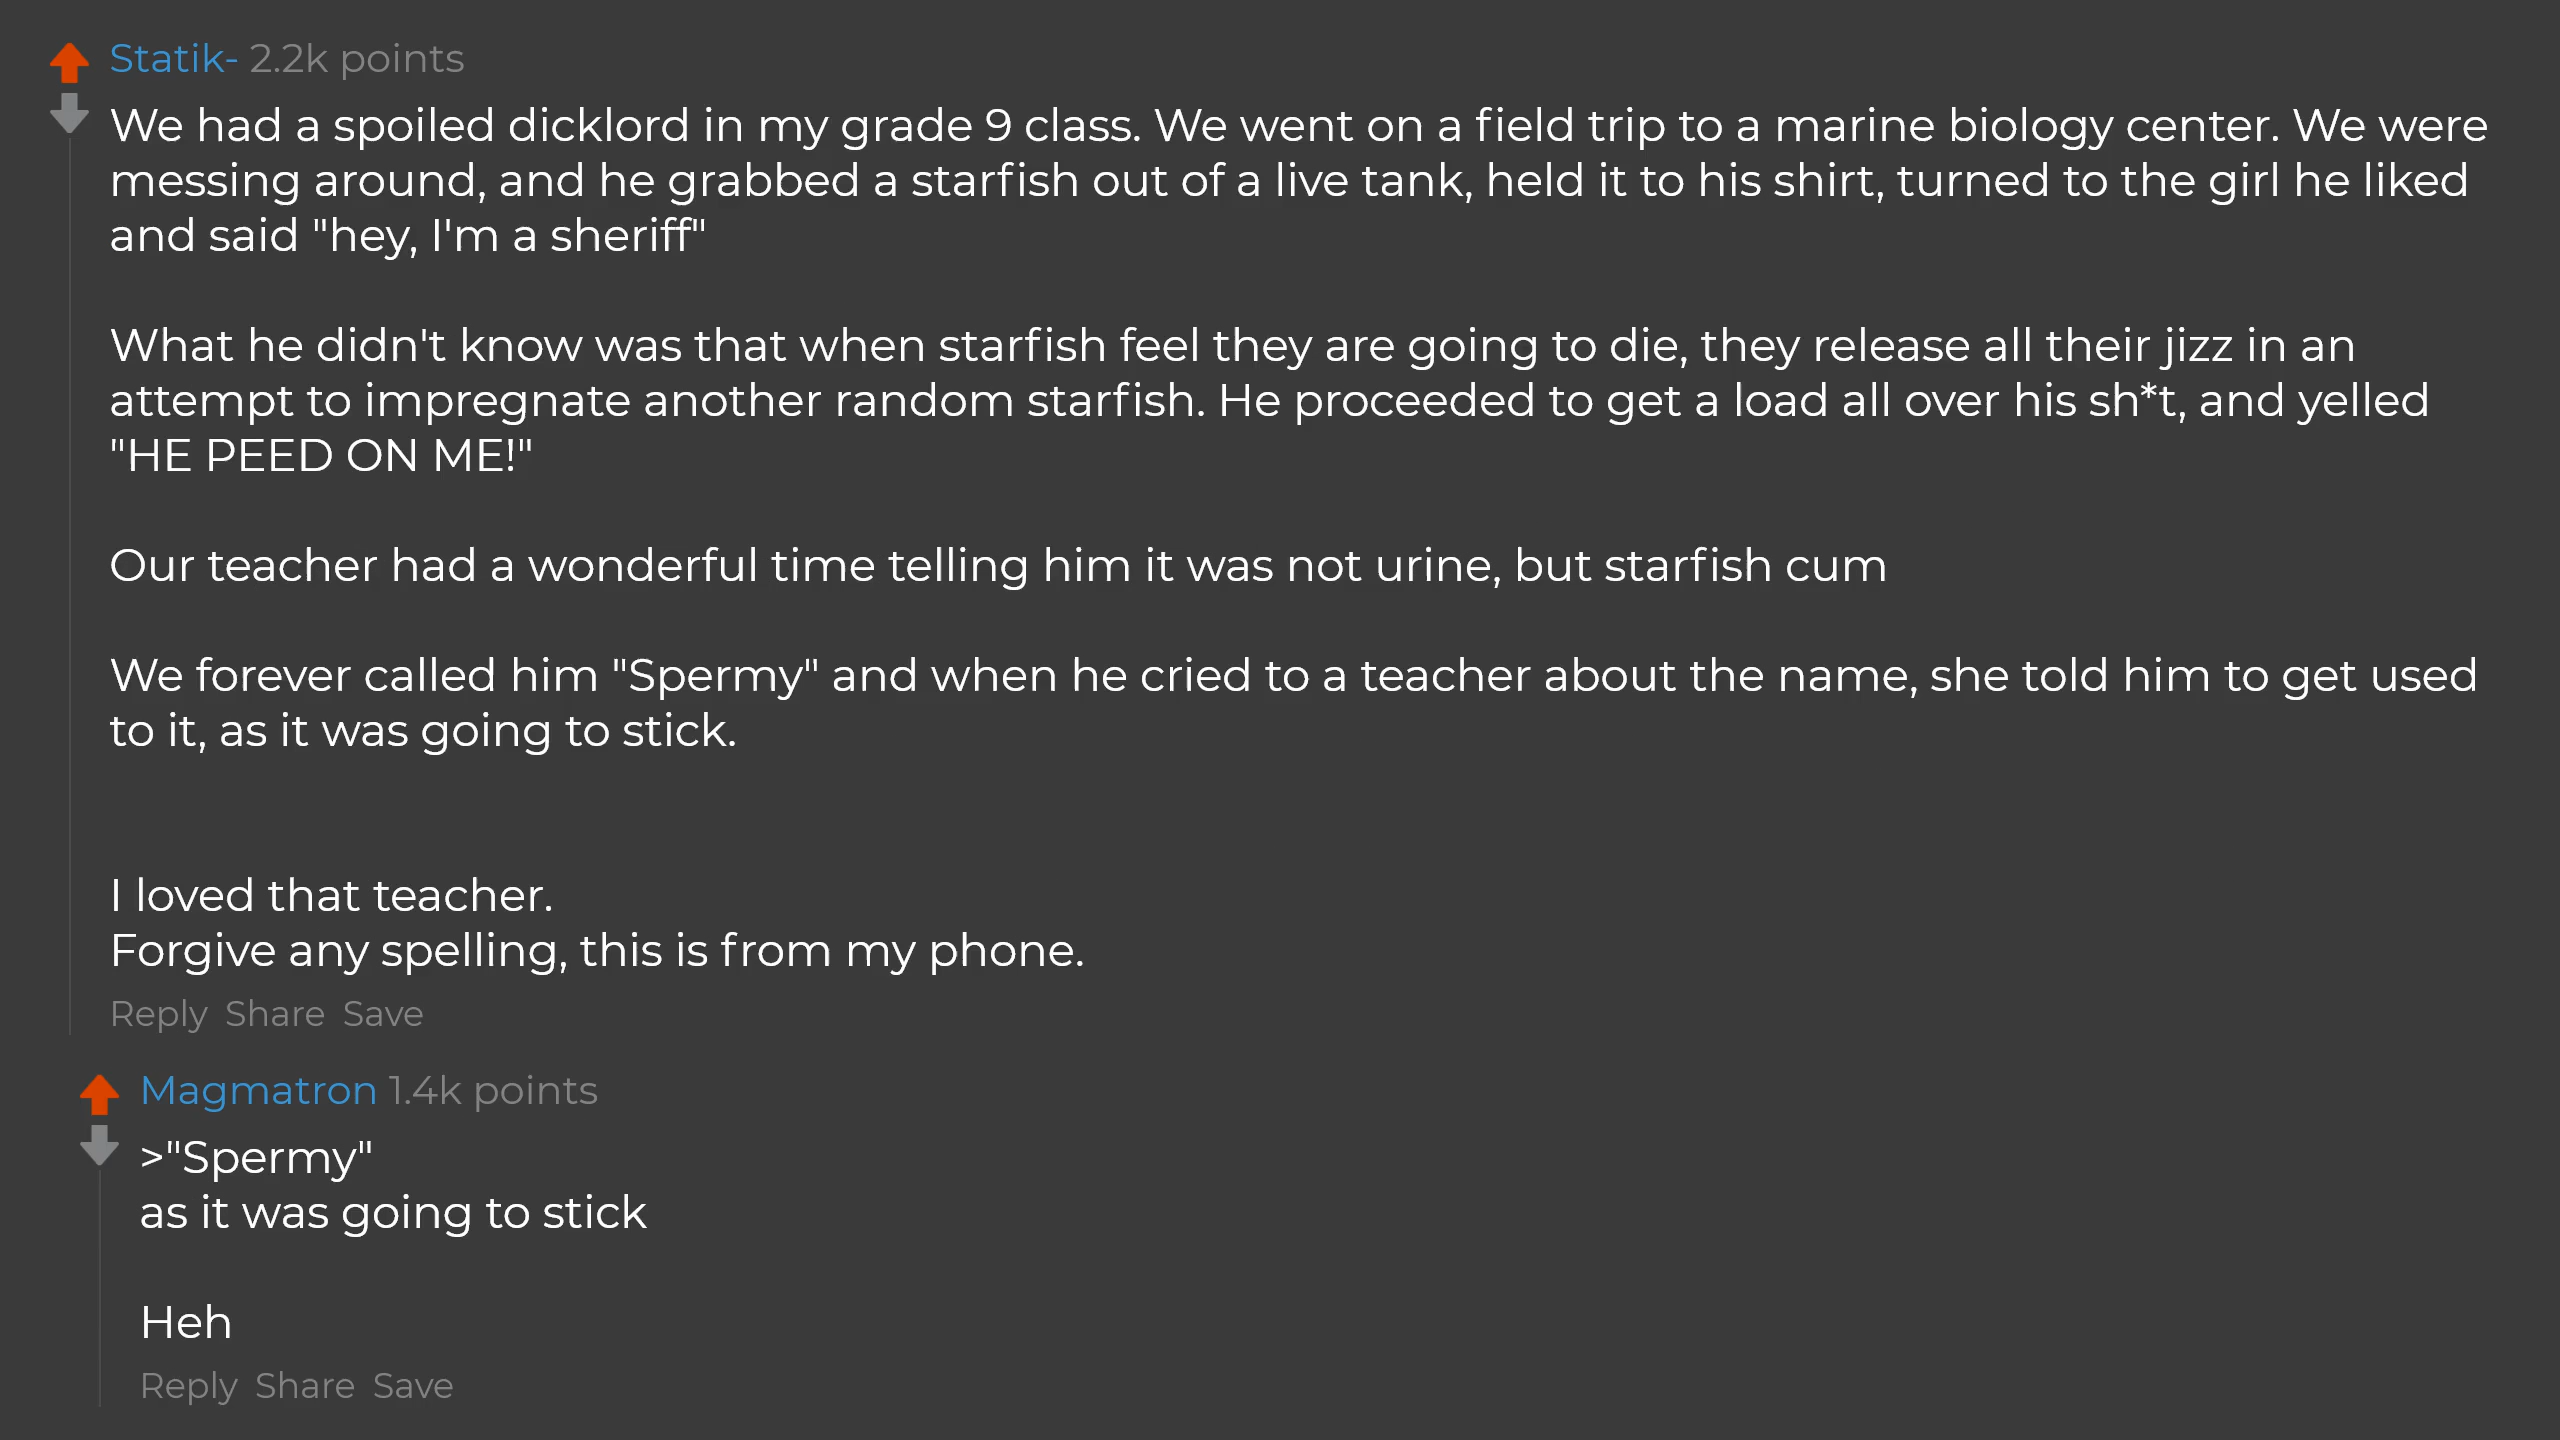 Statik- 2.2k points
We had a spoiled dicklord in my grade 9 class. We went on a field trip to a marine biology center. We were
messing around, and he grabbed a starfish out of a live tank, held it to his shirt, turned to the girl he liked
and said "hey, I'm a sheriff"
What he didn't know was that when starfish feel they are going to die, they release all their jizz in an
attempt to impregnate another random starfish. He proceeded to get a load all over his sh*t, and yelled
"HE PEED ON ME!"
Our teacher had a wonderful time telling him it was not urine, but starfish cum
We forever called him "Spermy" and when he cried to a teacher about the name, she told him to get used
to it, as it was going to stick.
I loved that teacher.
Forgive any spelling, this is from my phone.
Reply Share Save
Magmatron 1.4k points
>"Spermy"
as it was going to stick
Heh
Reply Share Save